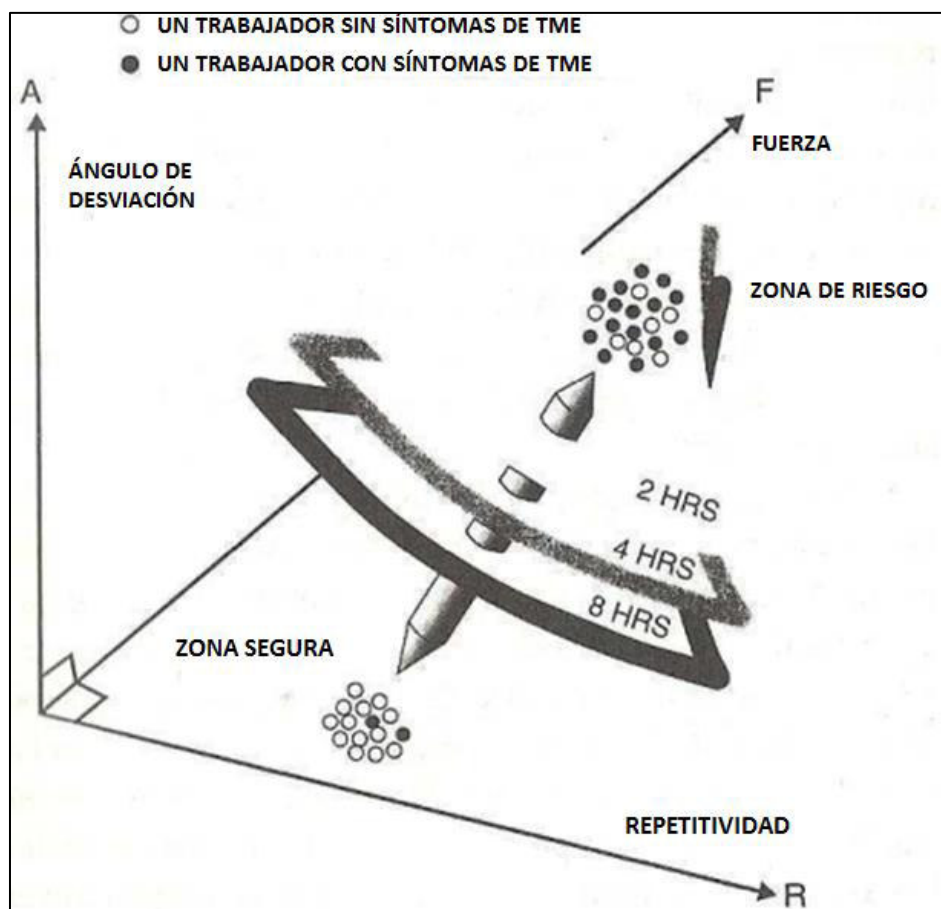 UN TRABAJADOR SIN SÍNTOMAS DE TME
UN TRABAJADOR CON SÍNTOMAS DE TME
A
F
FUERZA
ÁNGULO DE
DESVIACIÓN
ZONA DE RIESGO
2 HRS
4 HRS
8 HRS
ZONA SEGURA
REPETITIVIDAD
R